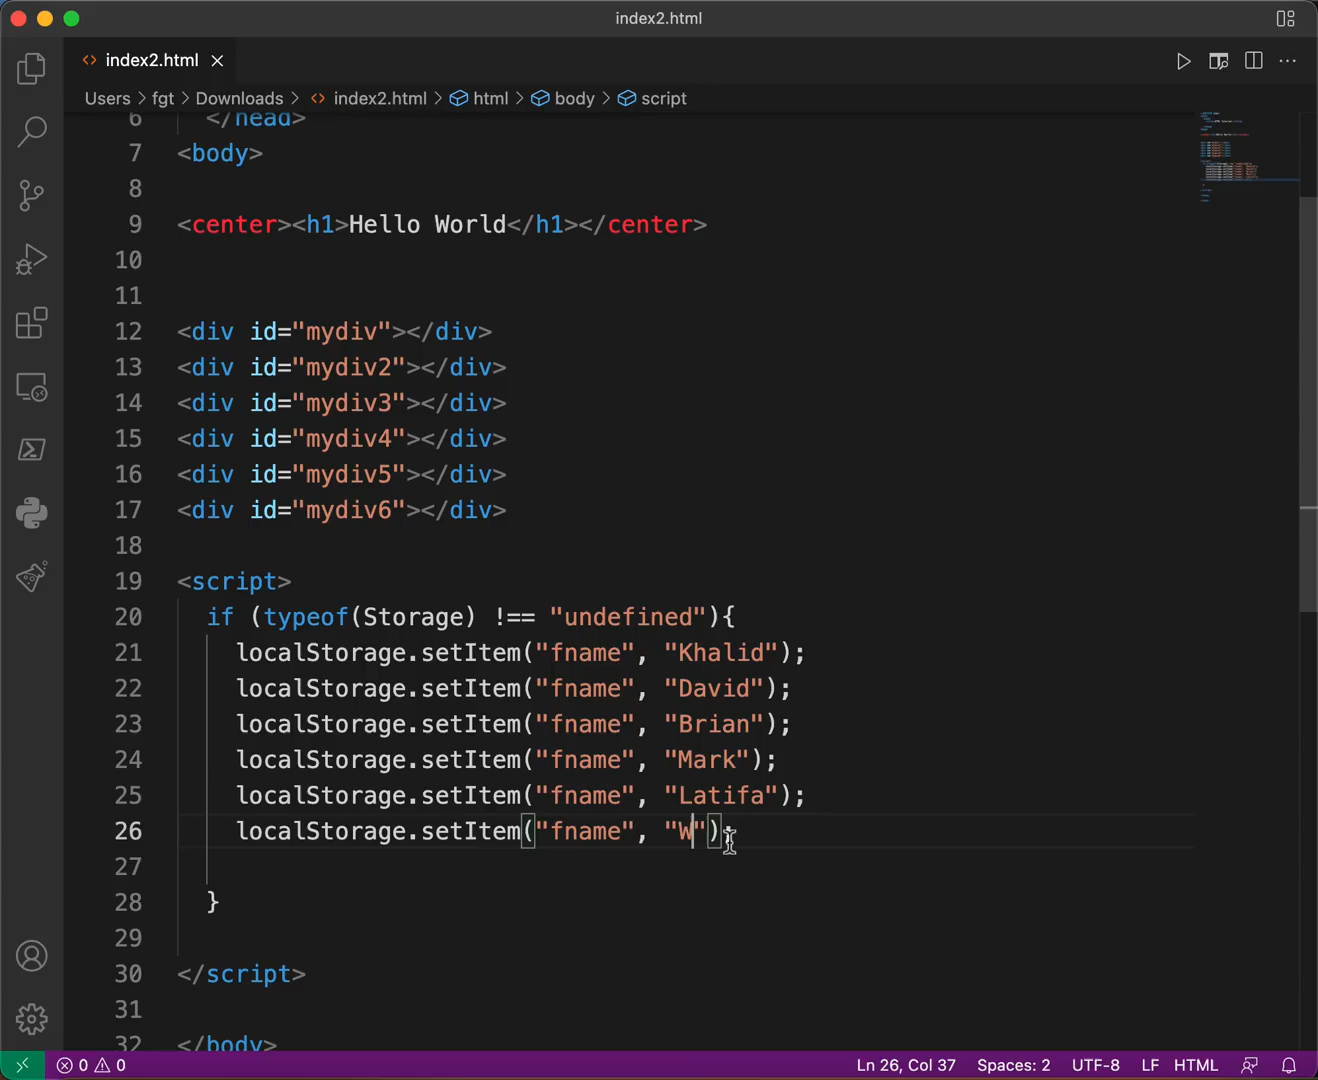 index2.html
index2.html
Users > fgt > Downloads > index2.html > html > body > script
6 </head>
7 <body>
8
9 <center><h1>Hello World</h1></center>
10
11
12 <div id="mydiv"></div>
13 <div id="mydiv2"></div>
14 <div id="mydiv3"></div>
15 <div id="mydiv4"></div>
16 <div id="mydiv5"></div>
17 <div id="mydiv6"></div>
18
19 <script>
20 if (typeof(Storage) !== "undefined"){
21 localStorage.setItem("fname", "Khalid");
22 localStorage.setItem("fname", "David");
23 localStorage.setItem("fname", "Brian");
24 localStorage.setItem("fname", "Mark");
25 localStorage.setItem("fname", "Latifa");
26 localStorage.setItem("fname", "W");
27
28 }
29
30 </script>
31
32 </body>
0 0 Ln 26, Col 37 Spaces: 2 UTF-8 LF HTML